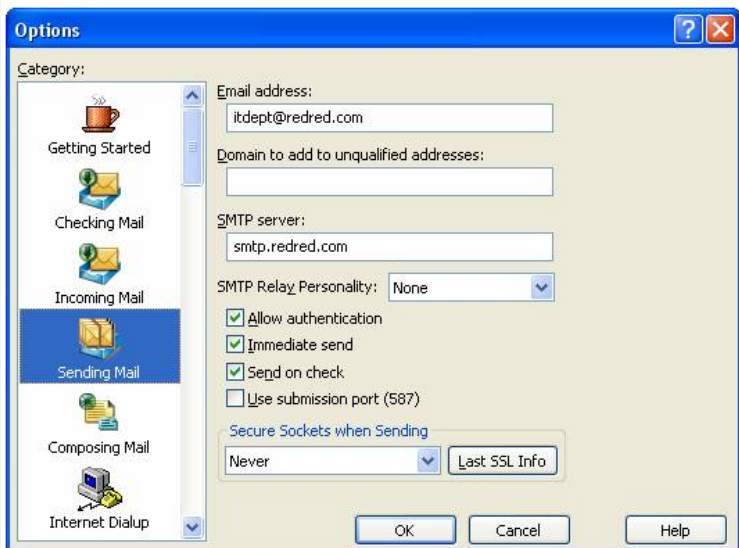 Options
Category:
Getting Started
Checking Mail
Incoming Mail
Sending Mail
Composing Mail
Internet Dialup
Email address:
itdept@redred.com
Domain to add to unqualified addresses:
SMTP server:
smtp.redred.com
SMTP Relay Personality: None
Allow authentication
Immediate send
Send on check
Use submission port (587)
Secure Sockets when Sending
Never Last SSL Info
OK Cancel Help